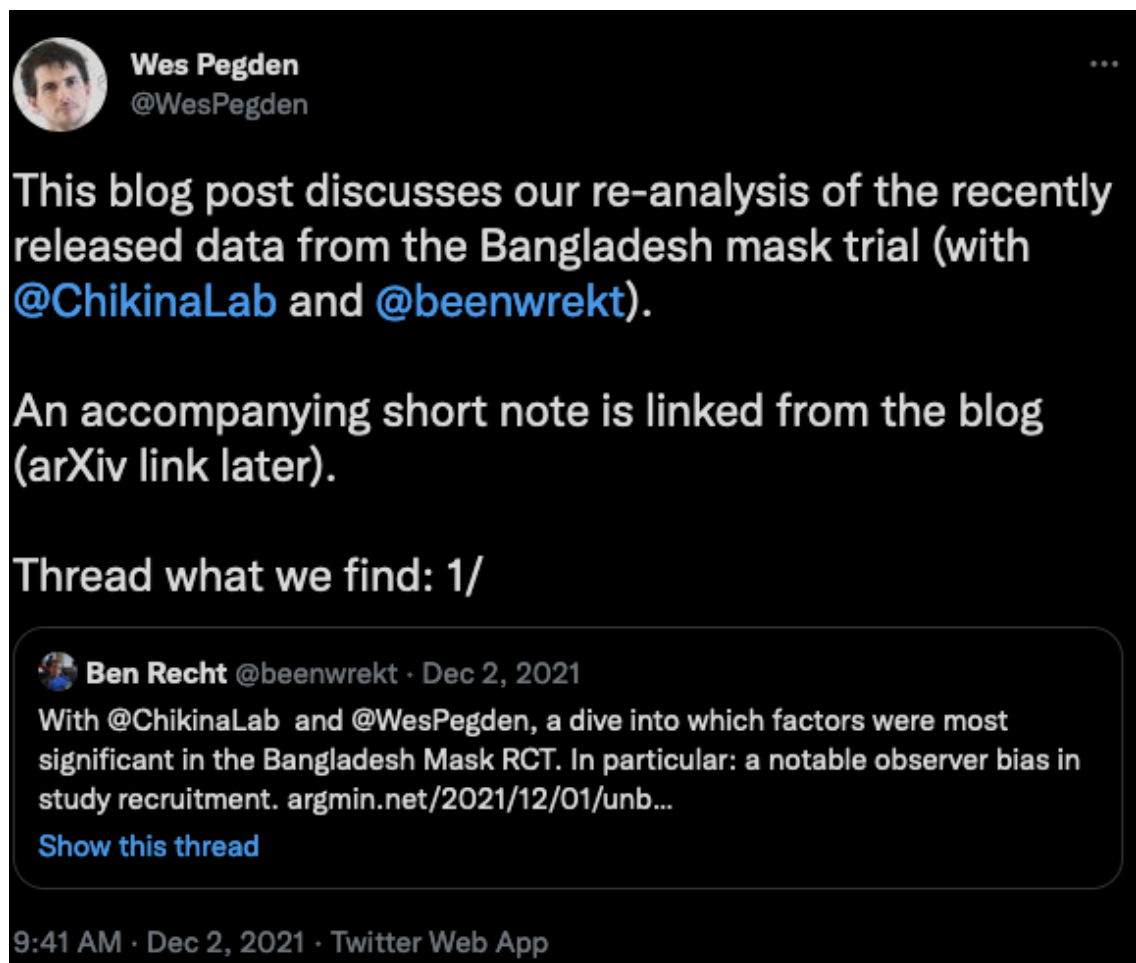 Wes Pegden
@WesPegden
This blog post discusses our re-analysis of the recently
released data from the Bangladesh mask trial (with
@ChikinaLab and @beenwrekt).
An accompanying short note is linked from the blog
(arXiv link later).
Thread what we find: 1/
Ben Recht @beenwrekt · Dec 2, 2021
With @ChikinaLab and @WesPegden, a dive into which factors were most
significant in the Bangladesh Mask RCT. In particular: a notable observer bias in
study recruitment. argmin.net/2021/12/01/unb...
Show this thread
9:41 AM · Dec 2, 2021 · Twitter Web App